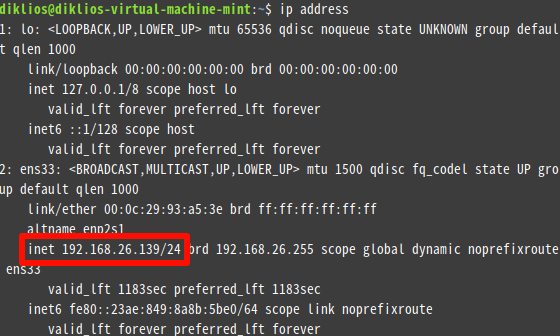 diklios@diklios-virtual-machine-mint:~$ ip address
1: lo: <LOOPBACK,UP,LOWER_UP> mtu 65536 qdisc noqueue state UNKNOWN group defaul
t qlen 1000
link/loopback 00:00:00:00:00:00 brd 00:00:00:00:00:00
inet 127.0.0.1/8 scope host lo
valid_lft forever preferred_lft forever
inet6 ::1/128 scope host
valid_lft forever preferred_lft forever
2: ens33: <BROADCAST,MULTICAST,UP,LOWER_UP> mtu 1500 qdisc fq_codel state UP gro
up default qlen 1000
link/ether 00:0c:29:93:a5:3e brd ff:ff:ff:ff:ff:ff
altname enp2s1
inet 192.168.26.139/24 brd 192.168.26.255 scope global dynamic noprefixroute
ens33
valid_lft 1183sec preferred_lft 1183sec
inet6 fe80::23ae:849:8a8b:5be0/64 scope link noprefixroute
valid_lft forever preferred_lft forever